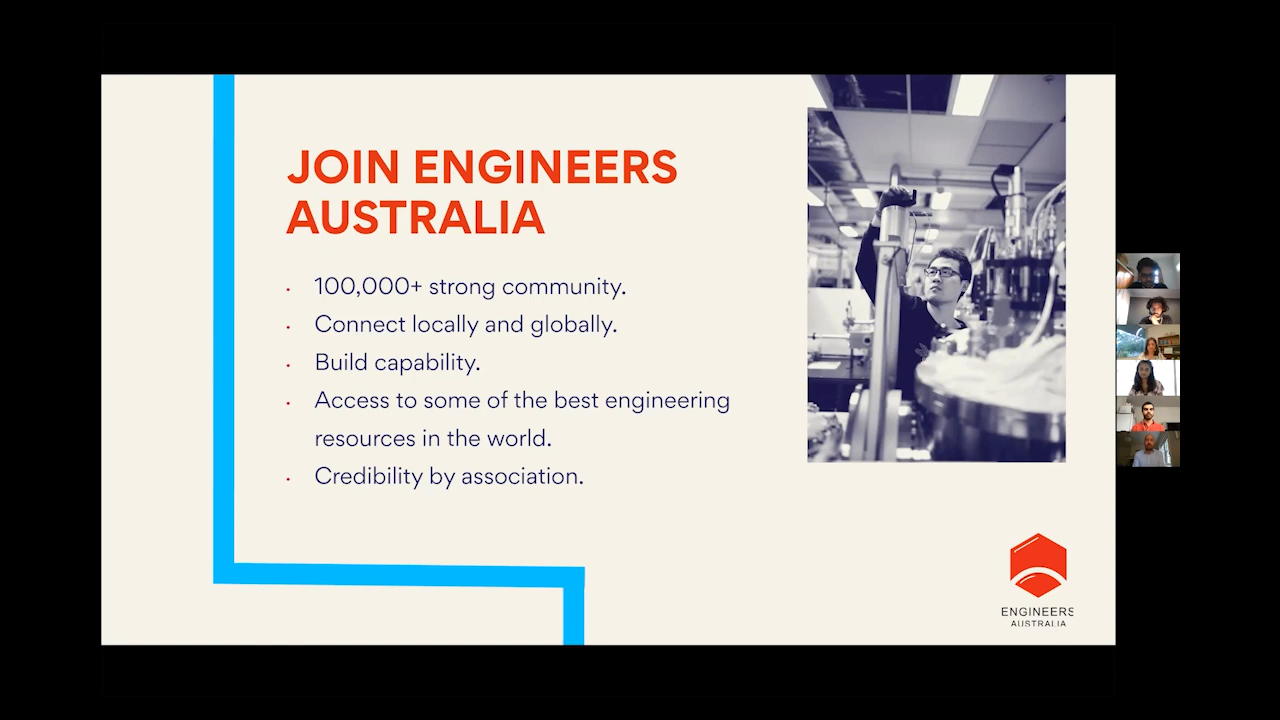 JOIN ENGINEERS
AUSTRALIA
100,000+ strong community.
Connect locally and globally.
Build capability.
Access to some of the best engineering
resources in the world.
Credibility by association.
ENGINEERS
AUSTRALIA